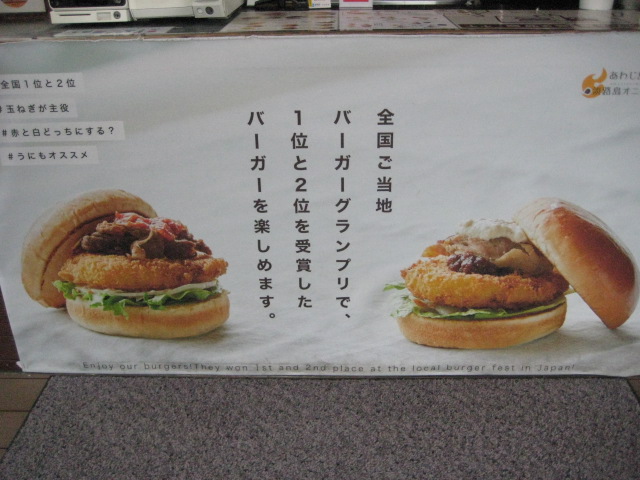 全国1位と2位
#玉ねぎが主役
#赤と白どっちにする?
#うにもオススメ
全国ご当地
バーガーグランプリで、
1位と2位を受賞した
バーガーを楽しめます。
あわじ
路島オニ
Enjoy our burgers!They won 1st and 2nd place at the local burger fest in Japan!